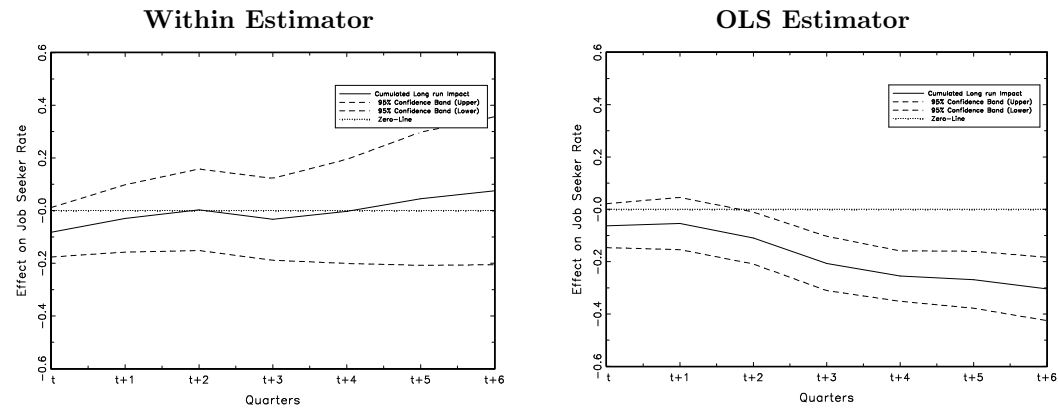 Within Estimator
Effect on Job Seeker Rate
0.6
0.4
0.2
-0.0
-0.2
-0.4
-0.6
Cumulated Long run Impact
95% Confidence Band (Upper)
95% Confidence Band (Lower)
Zero-Line
t t+1 t+2 t+3 t+4 t+5 t+6
Quarters
OLS Estimator
Effect on Job Seeker Rate
0.6
0.4
0.2
-0.0
-0.2
-0.4
-0.6
Cumulated Long run Impact
95% Confidence Band (Upper)
95% Confidence Band (Lower)
Zero-Line
t t+1 t+2 t+3 t+4 t+5 t+6
Quarters